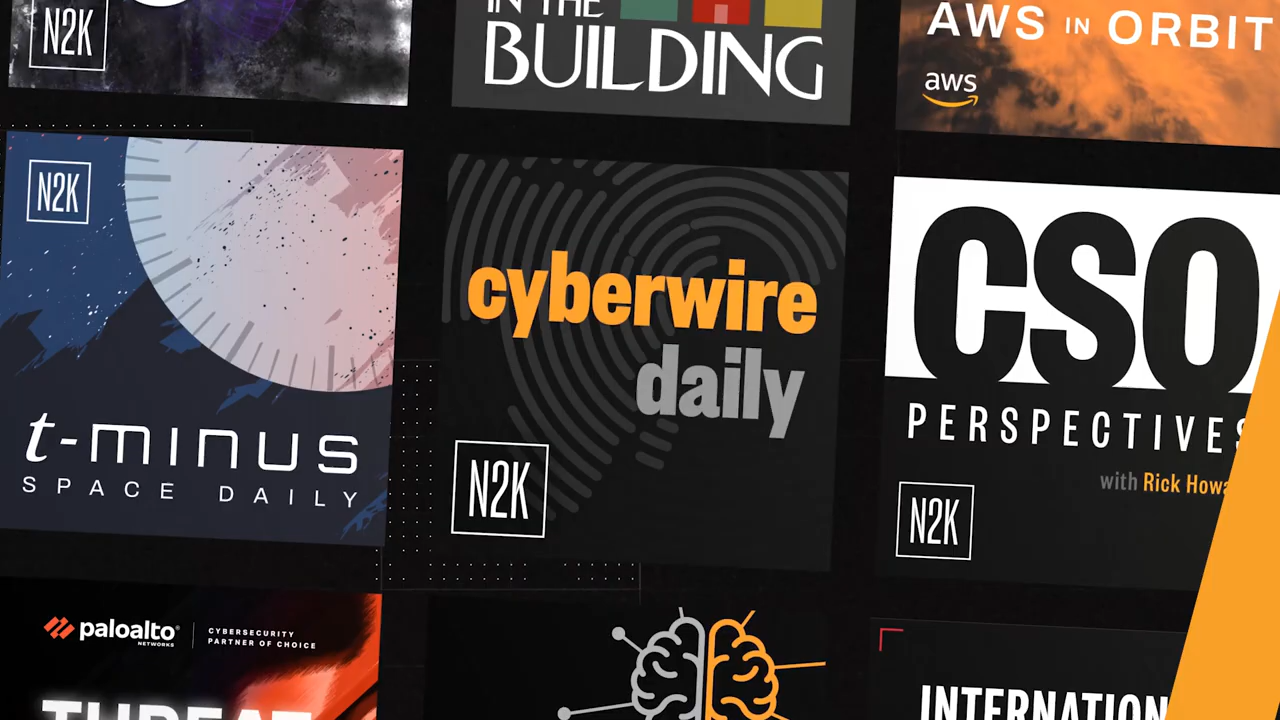 N2K
IN THE
BUILDING
AWS IN ORBIT
aws
N2K
t-minus
SPACE DAILY
cyberwire
daily
N2K
CSO
PERSPECTIVES
with Rick Howa
N2K
paloalto
NETWORKS
CYBERSECURITY
PARTNER OF CHOICE
THREAT
INTERNATION